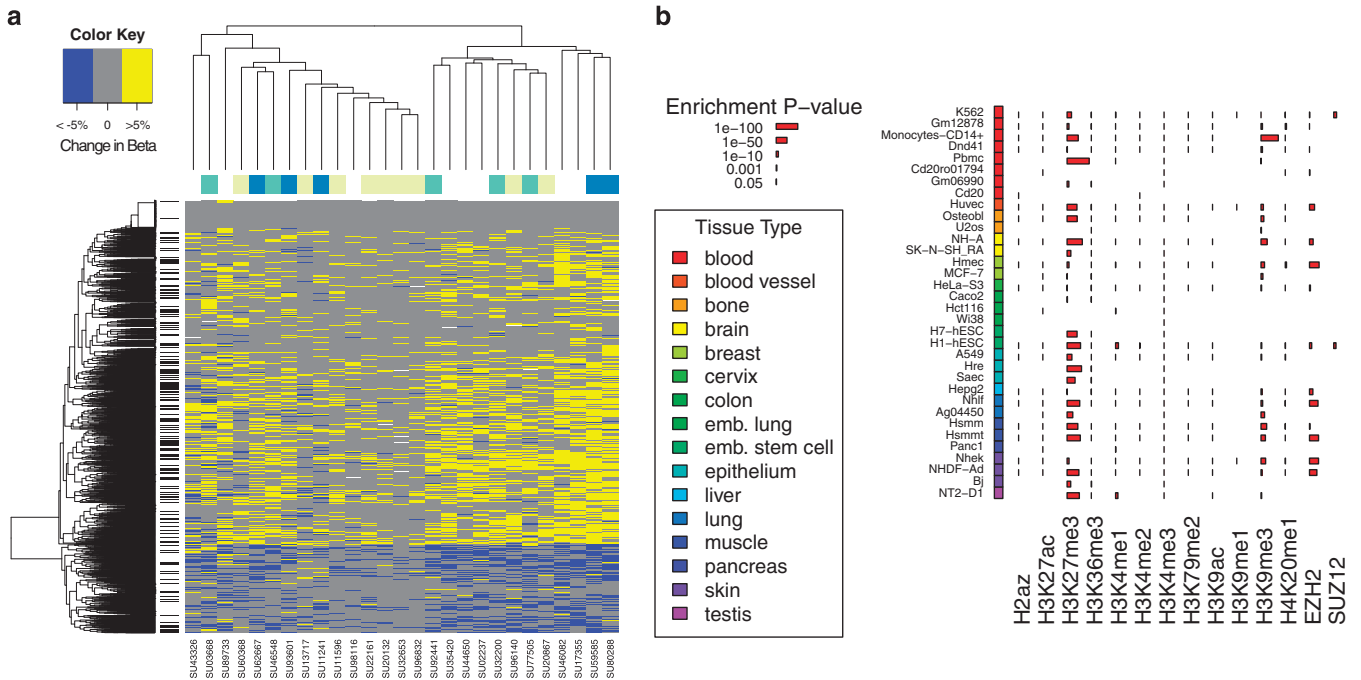 a
Color Key
< -5%
0
>5%
Change in Beta
SU43326
SU03668
SU89733
SU60368
SU62667
SU46548
SU93601
SU13717
SU11241
SU11596
SU98116
SU22161
SU20132
SU32653
SU96832
SU92441
SU35420
SU44650
SU02237
SU32200
SU96140
SU77505
SU20867
SU46082
SU17355
SU59585
SU80288
b
Enrichment P-value
1e-100
1e-50
1e-10
0.001
0.05
Tissue Type
blood
blood vessel
bone
brain
breast
cervix
colon
emb. lung
emb. stem cell
epithelium
liver
lung
muscle
pancreas
skin
testis
K562
Gm12878
Monocytes-CD14+
Dnd41
Pbmc
Cd20ro01794
Gm06990
Cd20
Huvec
Osteobl
U2os
NH-A
SK-N-SH_RA
Hmec
MCF-7
HeLa-S3
Caco2
Hct116
Wi38
H7-hESC
H1-hESC
A549
Hre
Saec
Hepg2
Nhlf
Ag04450
Hsmm
Hsmmt
Panc1
Nhek
NHDF-Ad
Bj
NT2-D1
H2az
H3K27ac
H3K27me3
H3K36me3
H3K4me1
H3K4me2
H3K4me3
H3K79me2
H3K9ac
H3K9me1
H3K9me3
H4K20me1
EZH2
SUZ12